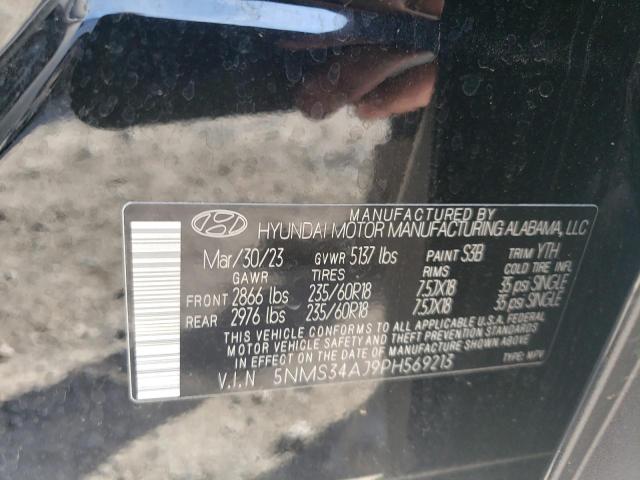 MANUFACTURED BY
HYUNDAI MOTOR MANUFACTURING ALABAMA, LLC
Mar/30/23 GVWR 5137 lbs PAINT S3B TRIM YTH
GAWR TIRES RIMS COLD TIRE INFL
FRONT 2866 lbs 235/60R18 7.5JX18 35 psi SINGLE
REAR 2976 lbs 235/60R18 7.5JX18 35 psi SINGLE
THIS VEHICLE CONFORMS TO ALL APPLICABLE U.S.A FEDERAL
MOTOR VEHICLE SAFETY AND THEFT PREVENTION STANDARDS
IN EFFECT ON THE DATE OF MANUFACTURE SHOWN ABOVE
V.I.N 5NMS34AJ9PH569213 TYPE: MPV